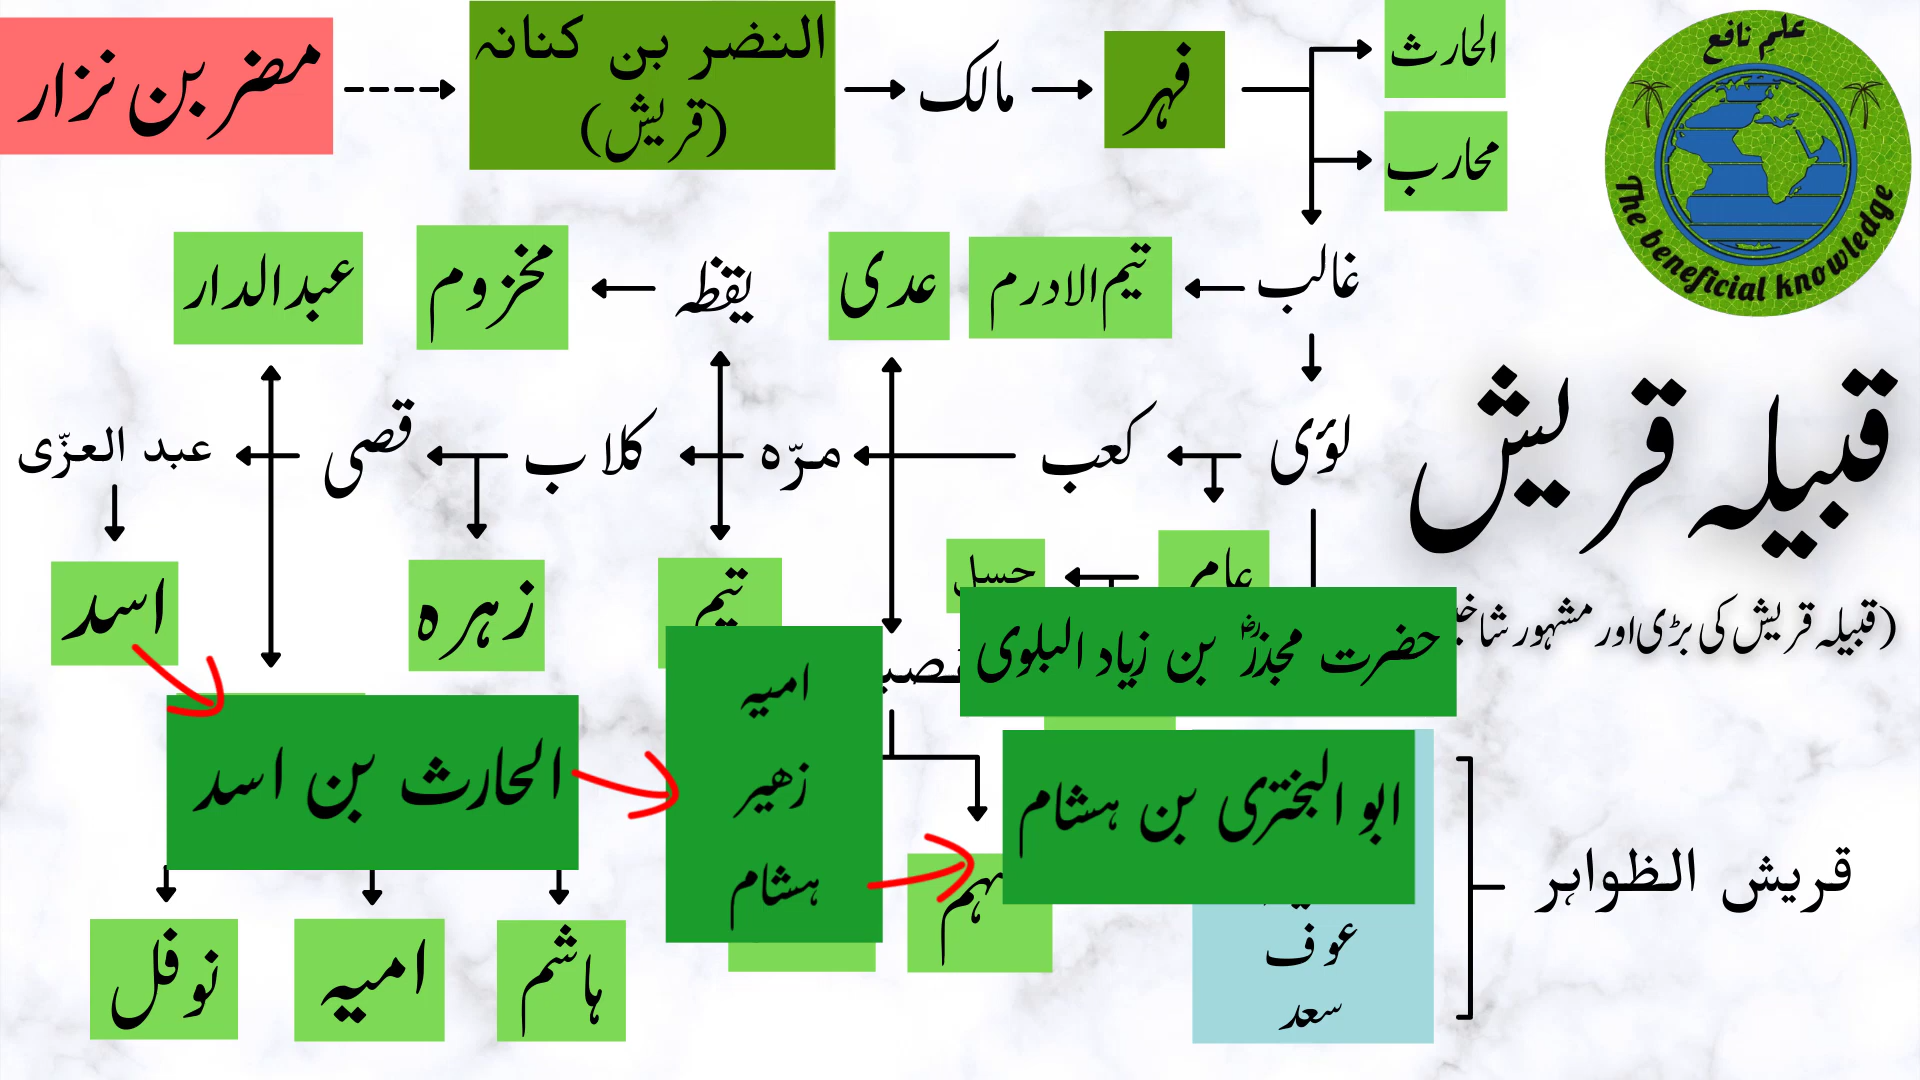 مضر بن نزار
النضر بن کنانہ
(قریش)
مالک
فہر
الحارث
محارب
علمِ نافع
The beneficial knowledge
عبدالدار
مخزوم
یقظہ
عدی
تیم الادرم
غالب
قبیلہ قریش
عبد العزّی
قصی
کلاب
مرّہ
کعب
لوئی
(قبیلہ قریش کی بڑی اور مشہور
اسد
زہرہ
تیم
حسل
عامر
حضرت مجذرؓ بن زیاد البلوی
امیہ
زھیر
ھشام
الحارث بن اسد
ابو البختری بن ہشام
قریش الظواہر
نوفل
امیہ
ہاشم
عوف
سعد